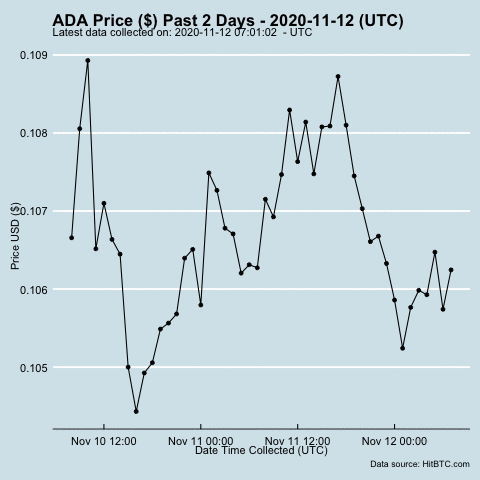 ADA Price ($) Past 2 Days - 2020-11-12 (UTC)
Latest data collected on: 2020-11-12 07:01:02  - UTC
0.109
0.108
0.107
0.106
0.105
Price USD ($)
Nov 10 12:00 Nov 11 00:00 Nov 11 12:00 Nov 12 00:00
Date Time Collected (UTC)
Data source: HitBTC.com